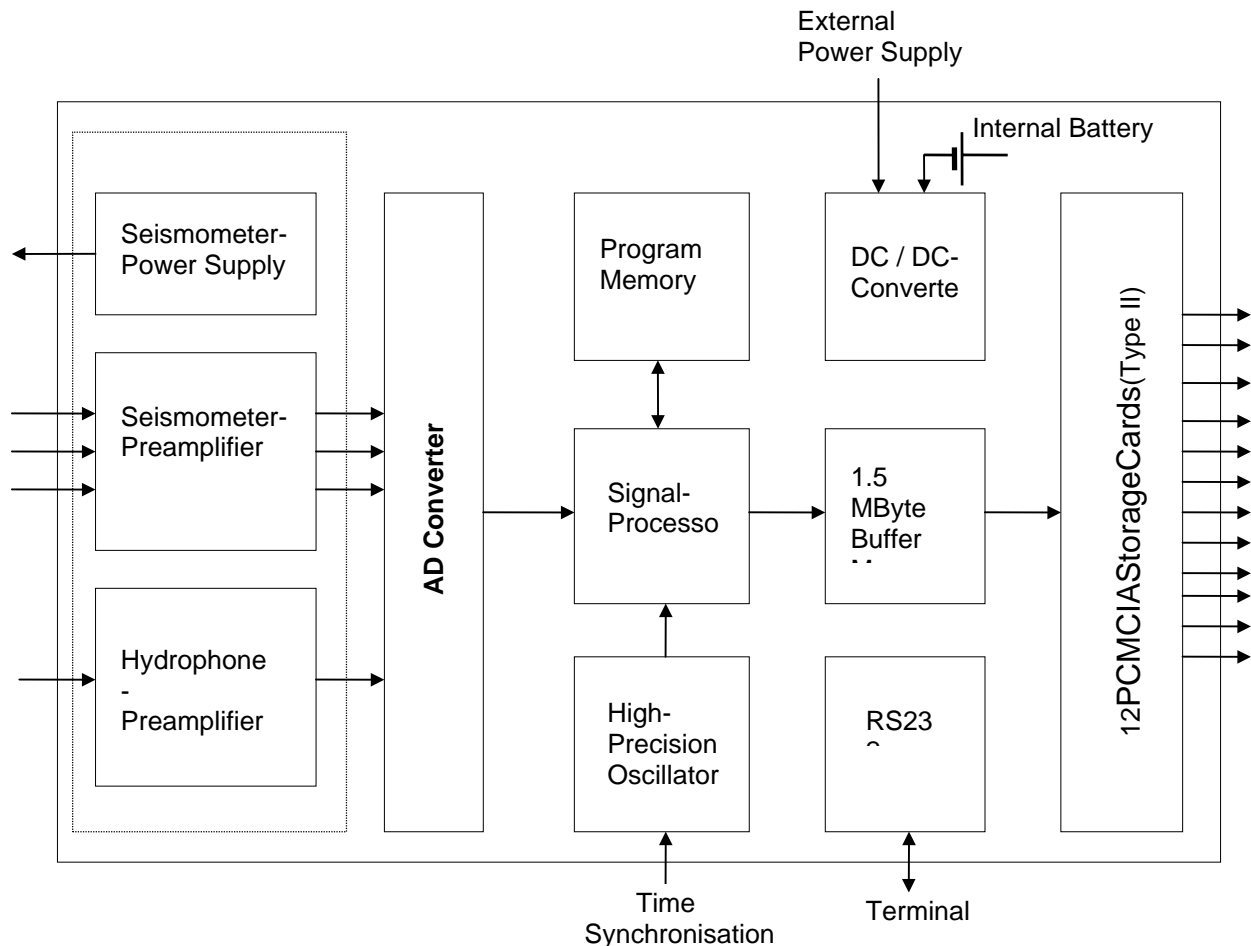 External
Power Supply
Internal Battery
Seismometer-
Power Supply
Program
Memory
DC / DC-
Converte
Seismometer-
Preamplifier
AD Converter
Signal-
Processo
1.5
MByte
Buffer
12PCMCIAStorageCards(Type II)
Hydrophone
-
Preamplifier
High-
Precision
Oscillator
RS23
Time
Synchronisation
Terminal